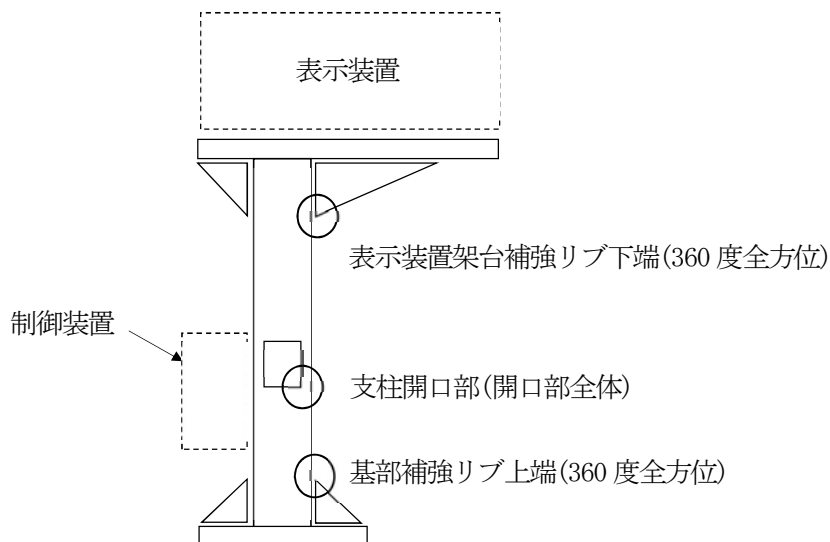 表示装置
表示装置架台補強リブ下端(360 度全方位)
制御装置
支柱開口部(開口部全体)
基部補強リブ上端(360 度全方位)